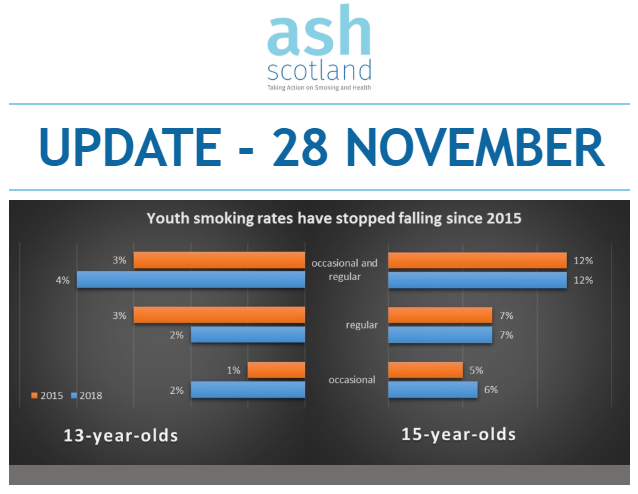 ash
scotland
Taking Action on Smoking and Health
UPDATE - 28 NOVEMBER
Youth smoking rates have stopped falling since 2015
3%
occasional and
regular
12%
4%
12%
3%
7%
regular
2%
7%
1%
5%
occasional
2%
6%
2015 2018
13-year-olds
15-year-olds